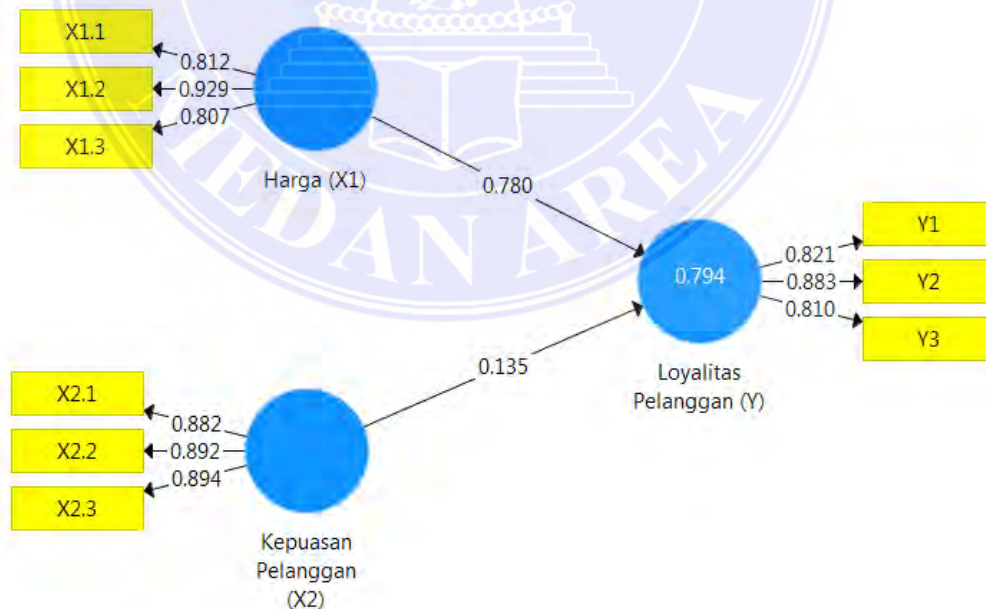 X1.1
X1.2
X1.3
0.812
0.929
0.807
Harga (X1)
0.780
MEDAN AREA
0.794
Loyalitas
Pelanggan (Y)
0.821
0.883
0.810
Y1
Y2
Y3
0.135
X2.1
X2.2
X2.3
0.882
0.892
0.894
Kepuasan
Pelanggan
(X2)